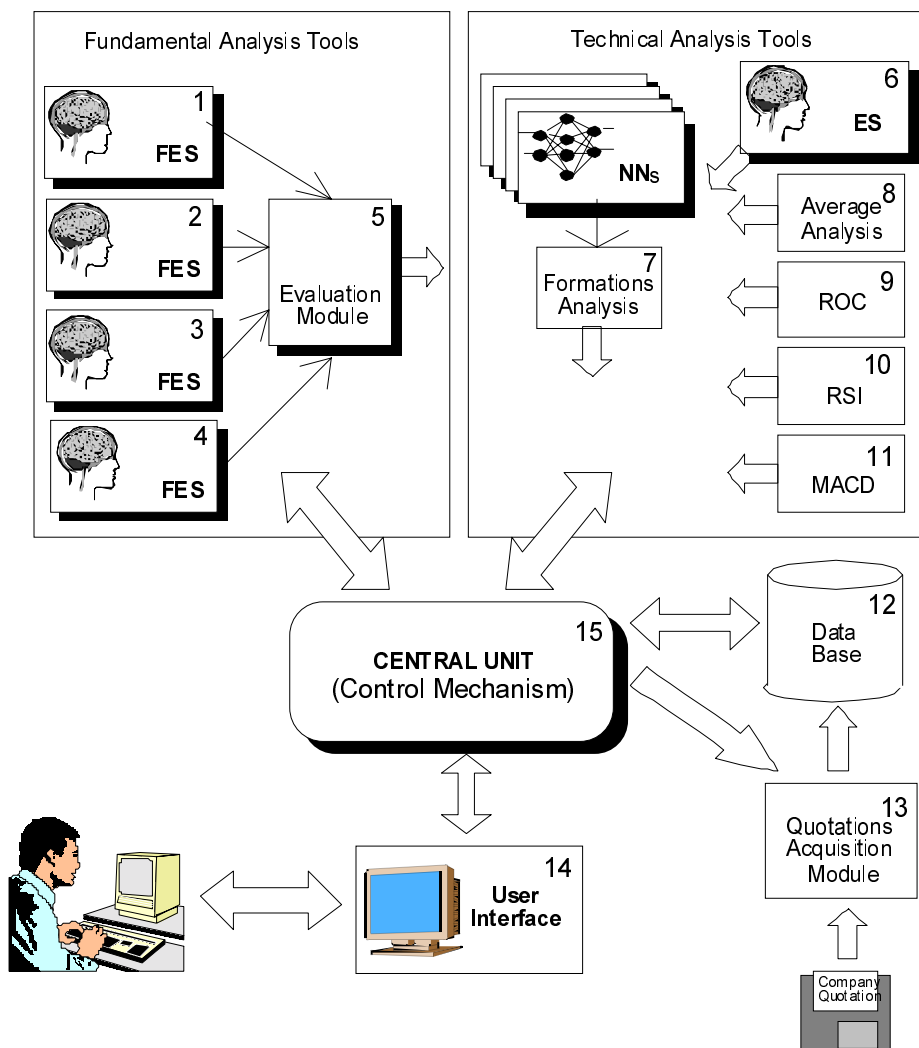 Fundamental Analysis Tools
1
FES
2
FES
3
FES
4
FES
5
Evaluation
Module
Technical Analysis Tools
NNS
6
ES
7
Formations
Analysis
8
Average
Analysis
9
ROC
10
RSI
11
MACD
15
CENTRAL UNIT
(Control Mechanism)
12
Data
Base
13
Quotations
Acquisition
Module
14
User
Interface
Company
Quotation